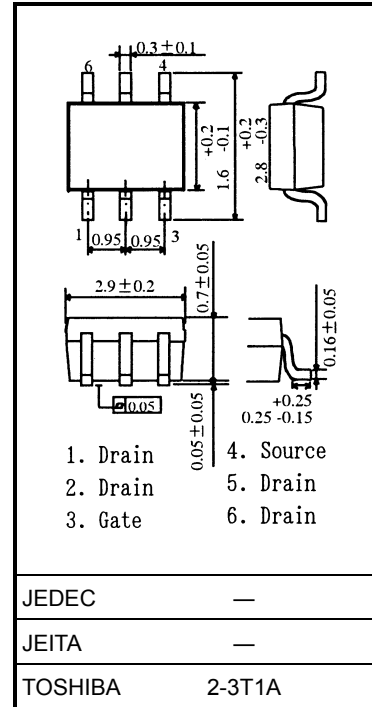 0.3±0.1
6 4
+0.2
1.6 -0.1
+0.2
2.8 -0.3
1 0.95 0.95 3
2.9±0.2
0.7±0.05
0.16±0.05
0.05
0.05±0.05
+0.25
0.25 -0.15
1. Drain
2. Drain
3. Gate
4. Source
5. Drain
6. Drain
JEDEC —
JEITA —
TOSHIBA 2-3T1A